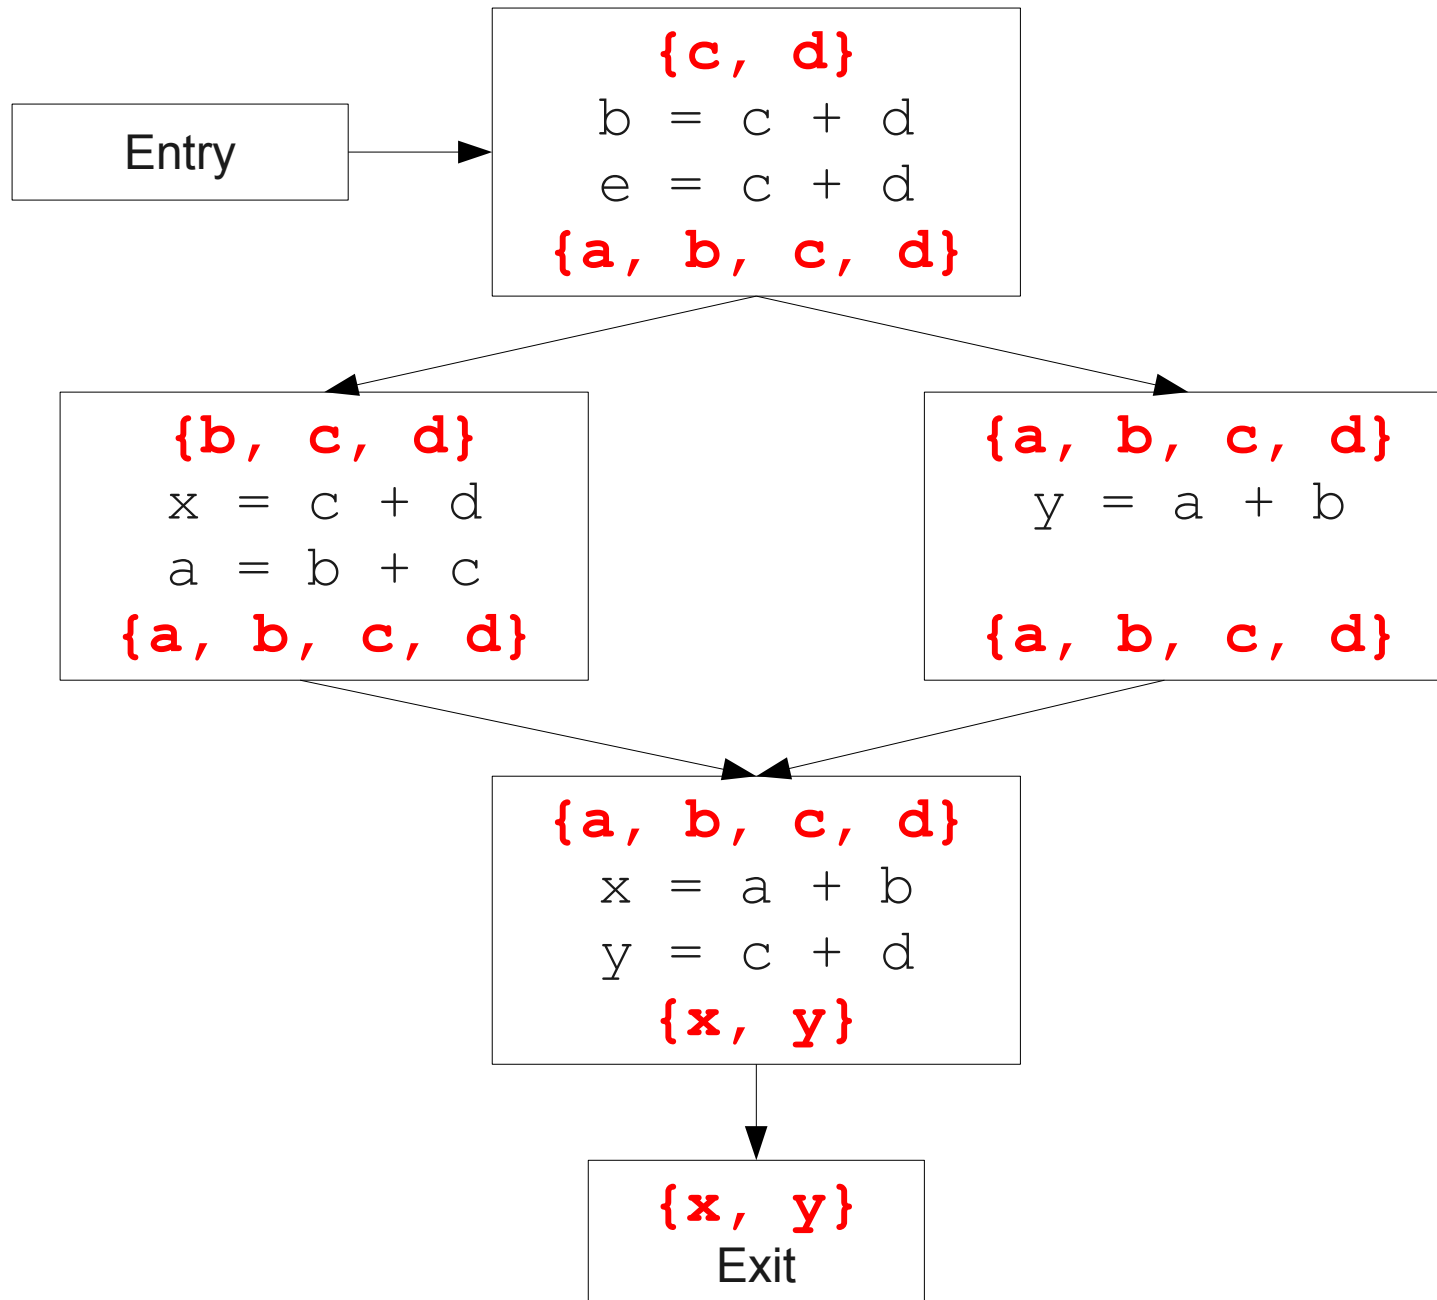 {c, d}
b = c + d
Entry
e = c + d
{a, b, c, d}
{b, c, d}
x = c + d
a = b + c
{a, b, c, d}
{a, b, c, d}
y = a + b
{a, b, c, d}
{a, b, c, d}
x = a + b
y = c + d
{x, y}
{x, y}
Exit